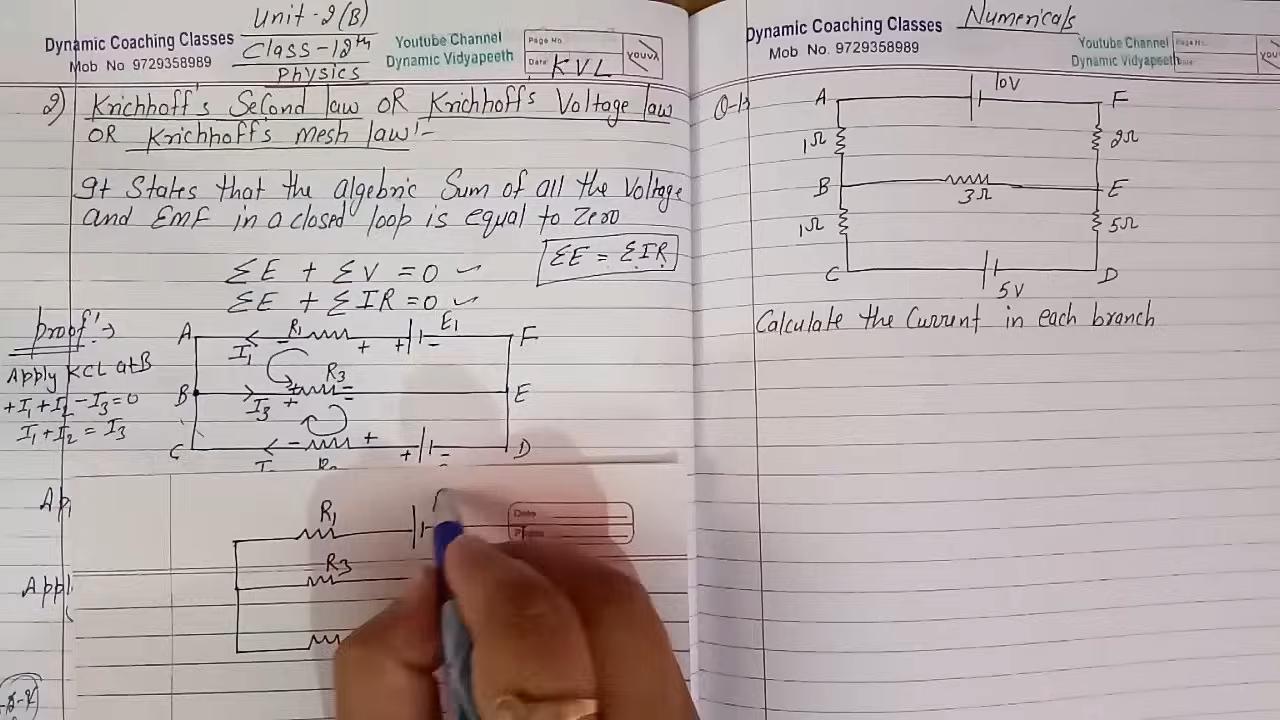 Dynamic Coaching Classes
Mob No 9729358989
Unit-2(B)
Class-12th
Physics
Youtube Channel
Dynamic Vidyapeeth
Page No.
Date KVL
YOUVA
2) Krichhoff's Second law OR Krichhoff's Voltage law
OR Krichhoff's mesh law:-
It States that the algebric Sum of all the Voltage
and EMF in a closed loop is equal to Zero
ΣE + ΣV = 0
ΣE + ΣIR = 0
ΣE = ΣIR
proof:→
Apply KCL at B
+I1+I2-I3=0
I1+I2 = I3
A I1 R1 + + E1 - F
B I3 + R3 = E
C - + + - D
R1
R3
Date
Dynamic Coaching Classes
Mob No. 9729358989
Numericals
Youtube Channel
Dynamic Vidyapeeth
Q-1)
A 10V F
1Ω 2Ω
B 3Ω E
1Ω 5Ω
C 5V D
Calculate the Current in each branch